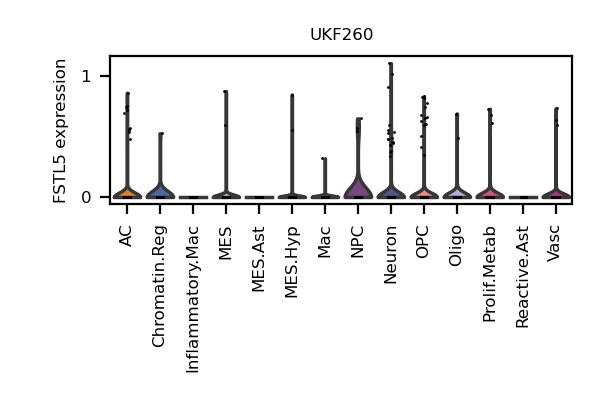 UKF260
FSTL5 expression
1
0
AC
Chromatin.Reg
Inflammatory.Mac
MES
MES.Ast
MES.Hyp
Mac
NPC
Neuron
OPC
Oligo
Prolif.Metab
Reactive.Ast
Vasc